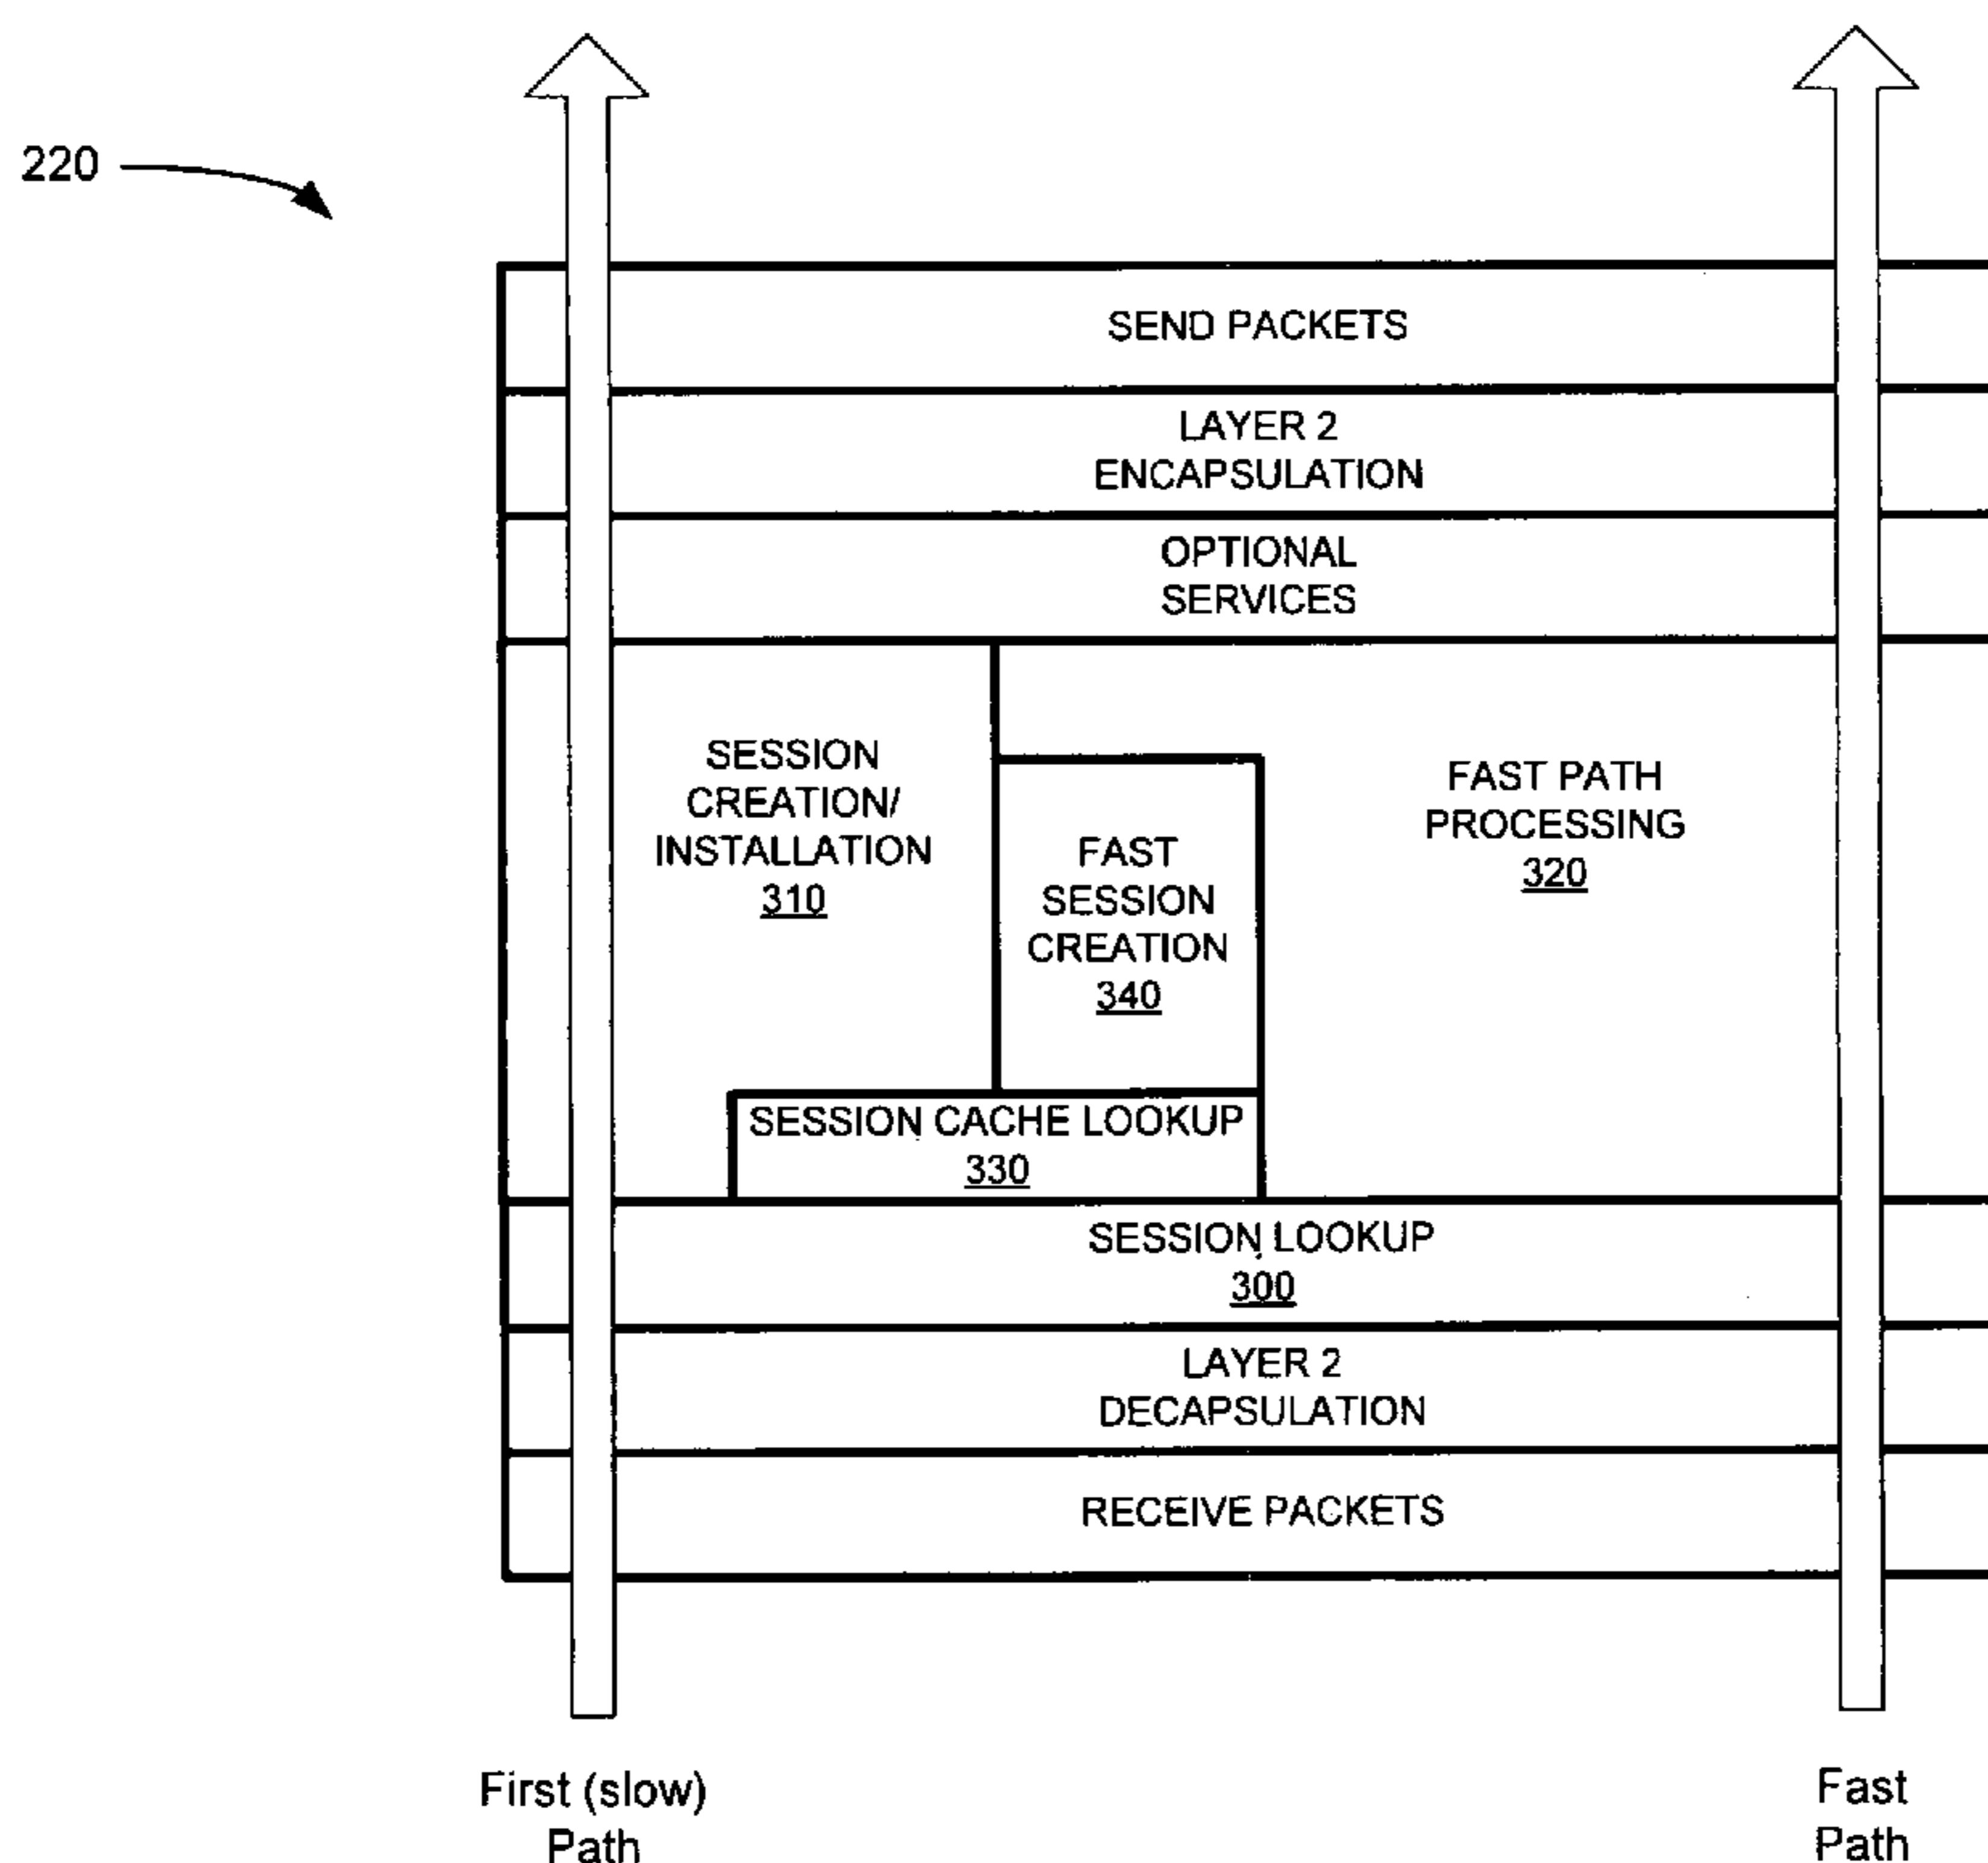 220
SEND PACKETS
LAYER 2
ENCAPSULATION
OPTIONAL
SERVICES
SESSION
CREATION/
INSTALLATION
310
FAST
SESSION
CREATION
340
FAST PATH
PROCESSING
320
SESSION CACHE LOOKUP
330
SESSION LOOKUP
300
LAYER 2
DECAPSULATION
RECEIVE PACKETS
First (slow)
Path
Fast
Path